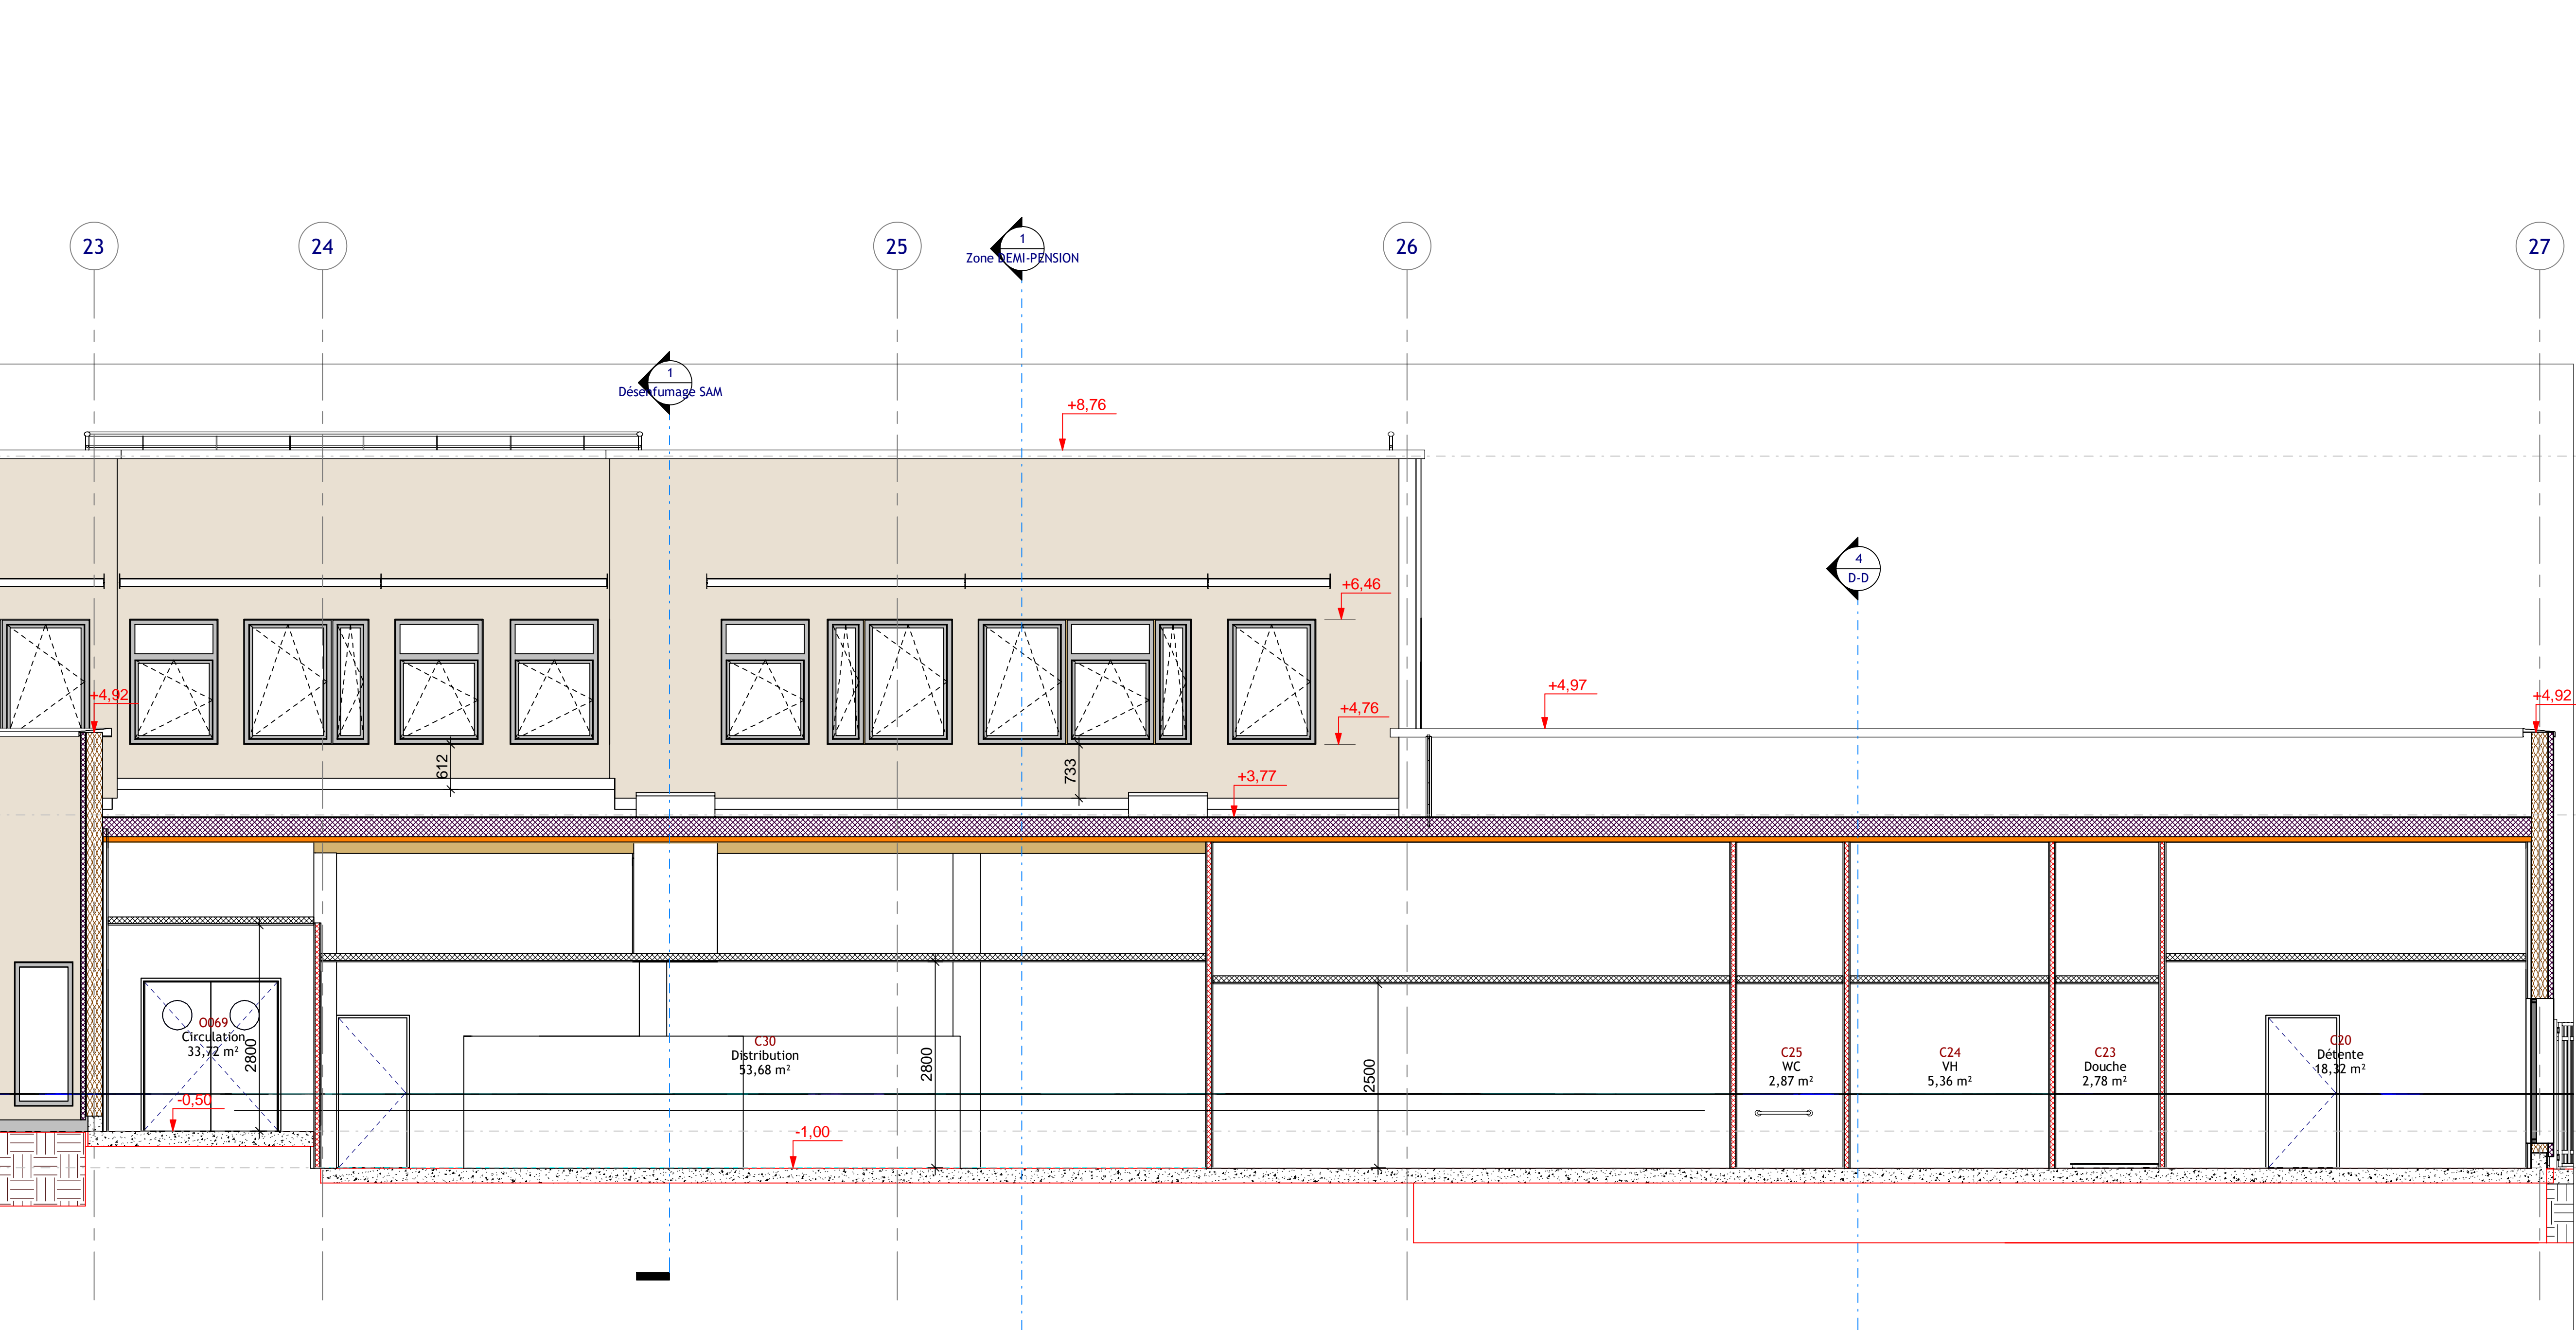 23
24
25
1
Zone DEMI-PENSION
26
27
1
Désenfumage SAM
+8,76
4
D-D
+6,46
+4,92
+4,97
+4,92
+4,76
612
733
+3,77
O069
Circulation
33,72 m²
2800
C30
Distribution
53,68 m²
2800
2500
C25
WC
2,87 m²
C24
VH
5,36 m²
C23
Douche
2,78 m²
C20
Détente
18,32 m²
-0,50
-1,00